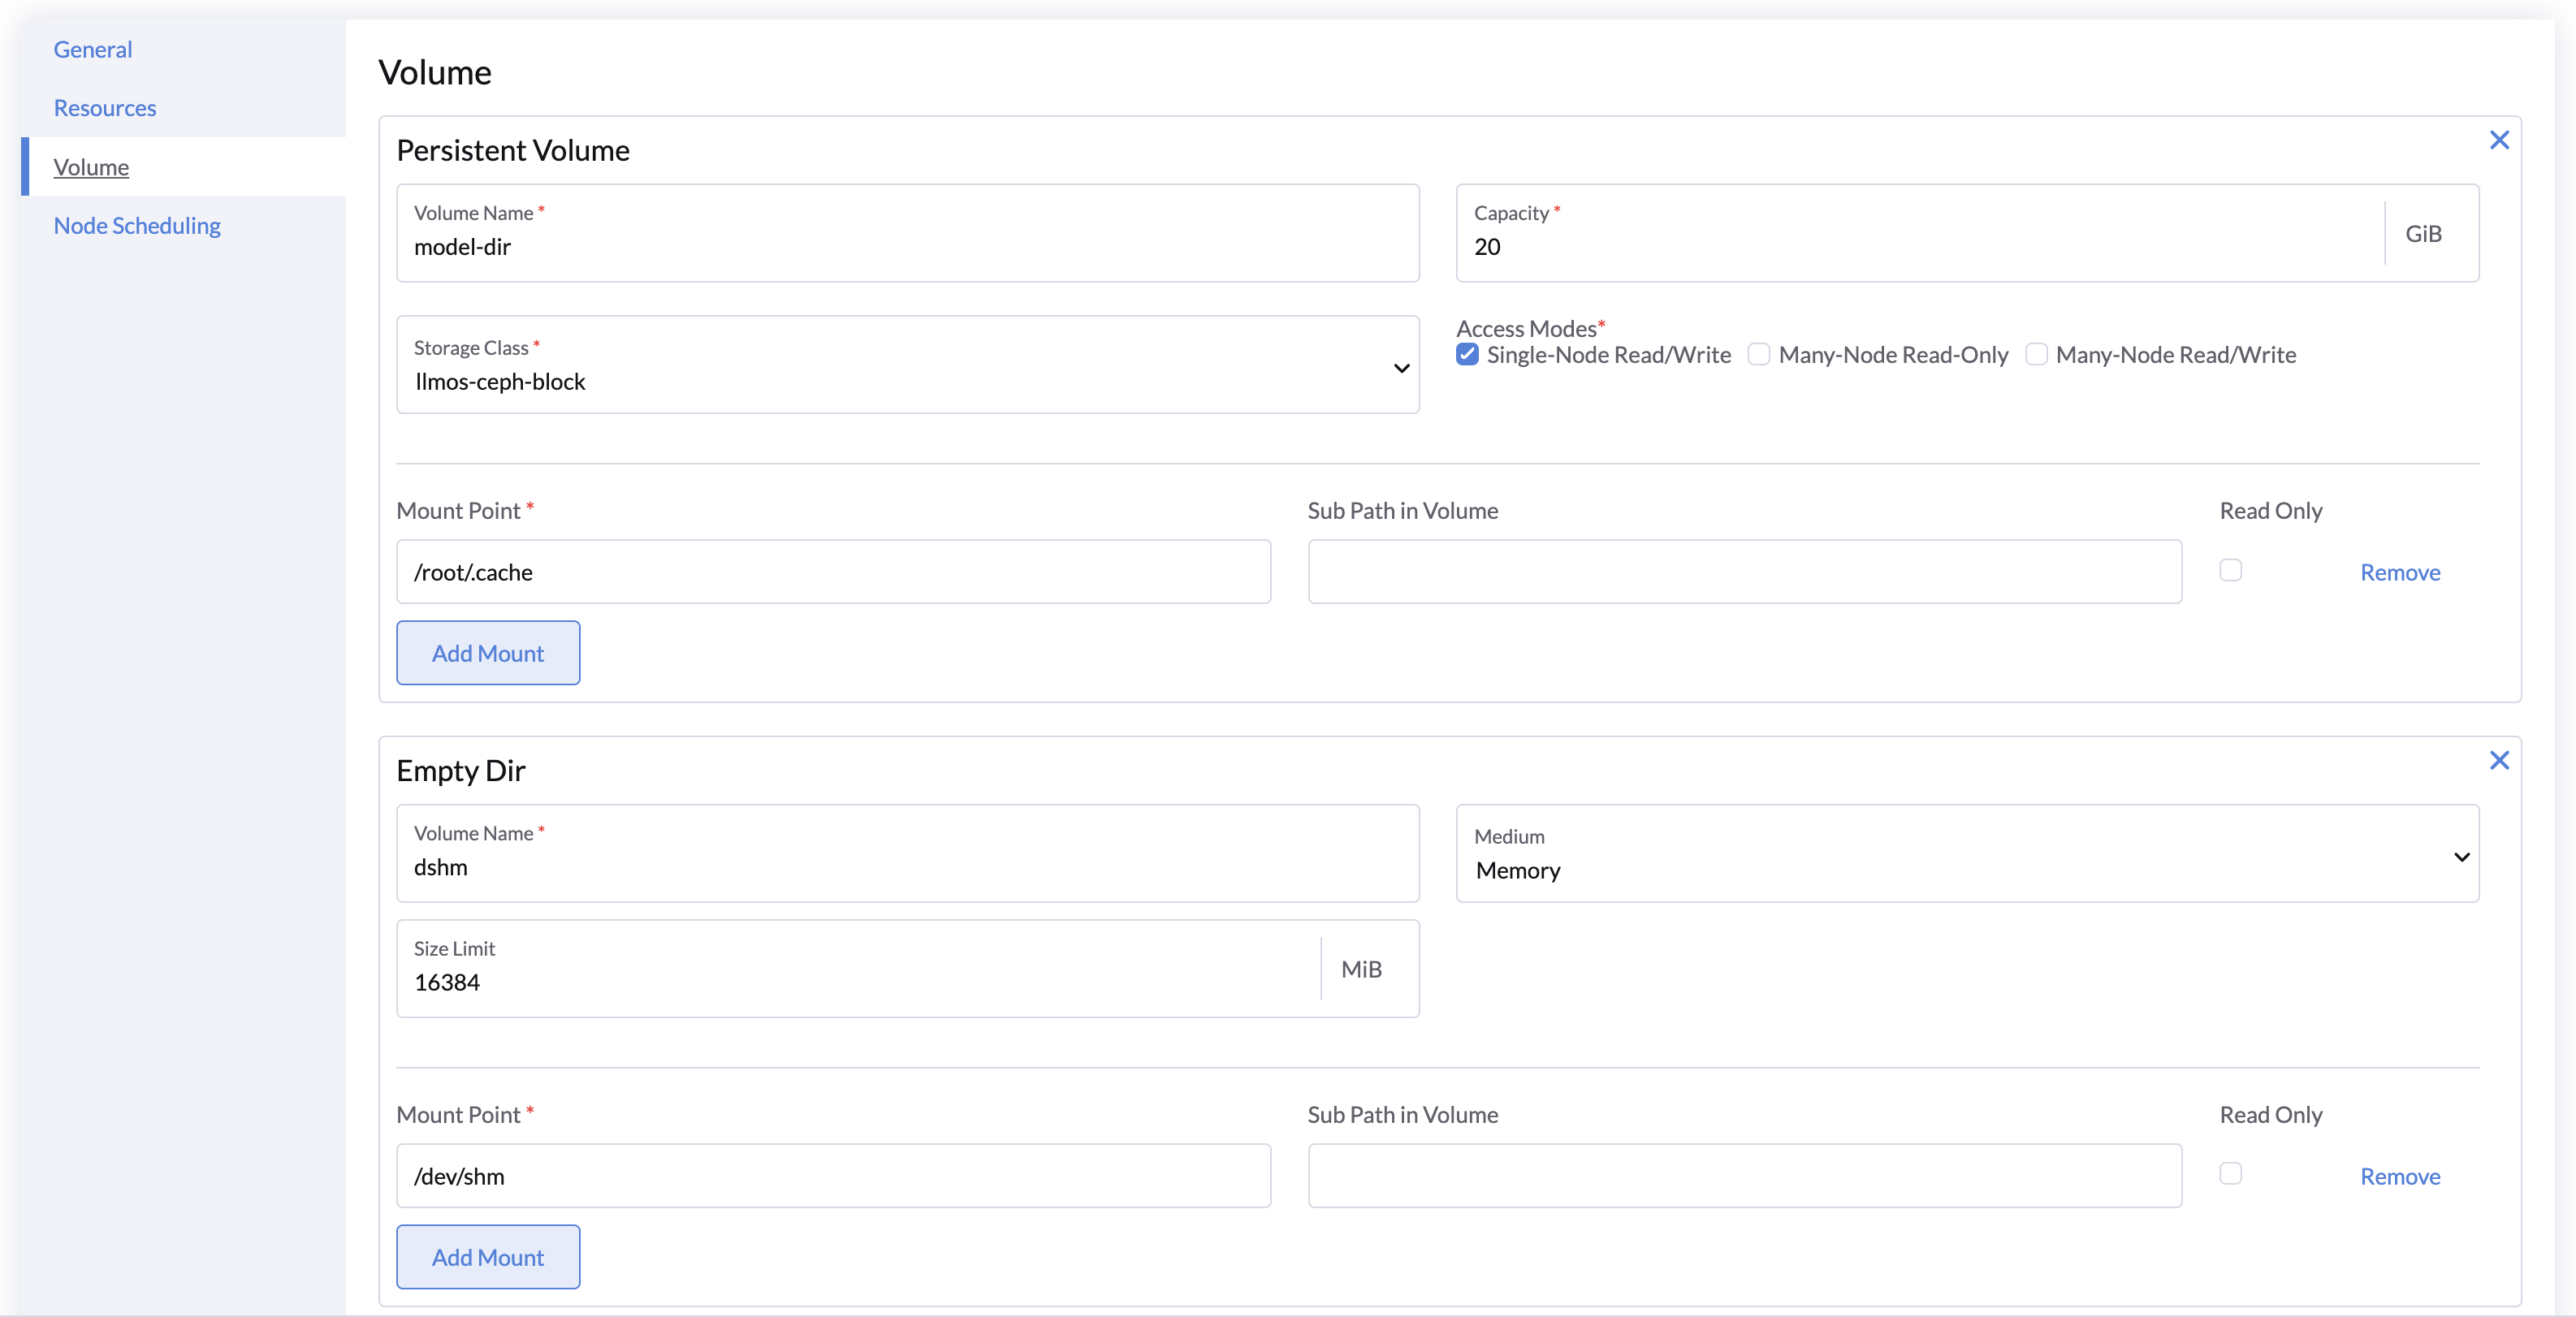 General
Resources
Volume
Node Scheduling
Volume
Persistent Volume
Volume Name *
model-dir
Capacity *
20
GiB
Storage Class *
llmos-ceph-block
Access Modes*
Single-Node Read/Write Many-Node Read-Only Many-Node Read/Write
Mount Point * Sub Path in Volume Read Only
/root/.cache
Remove
Add Mount
Empty Dir
Volume Name *
dshm
Medium
Memory
Size Limit
16384
MiB
Mount Point * Sub Path in Volume Read Only
/dev/shm
Remove
Add Mount